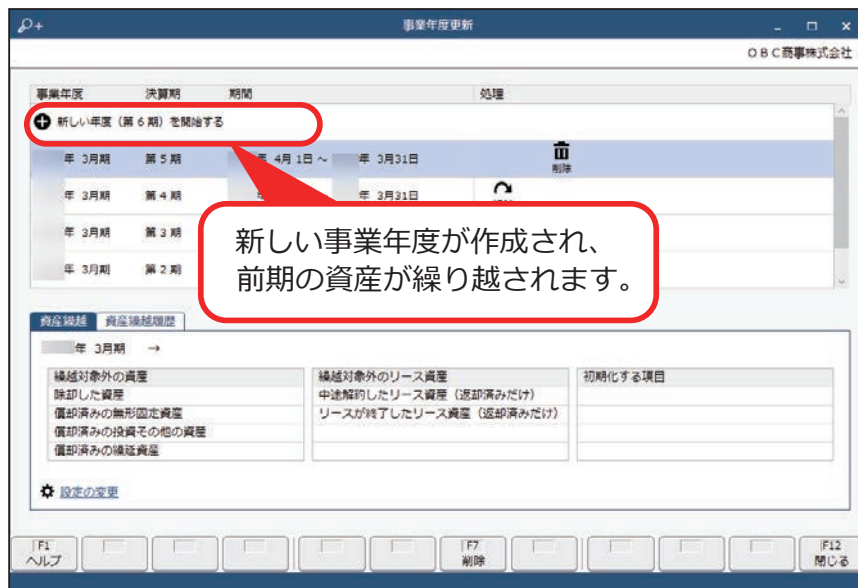 事業年度更新
OBC商事株式会社
事業年度 決算期 期間 処理
新しい年度（第6期）を開始する
年 3月期 第5期 年 4月 1日～ 年 3月31日 削除
年 3月期 第4期 年 3月31日
年 3月期 第3期
年 3月期 第2期
新しい事業年度が作成され、
前期の資産が繰り越されます。
資産繰越 資産繰越履歴
年 3月期 →
繰越対象外の資産 繰越対象外のリース資産 初期化する項目
除却した資産 中途解約したリース資産（返却済みだけ）
償却済みの無形固定資産 リースが終了したリース資産（返却済みだけ）
償却済みの投資その他の資産
償却済みの繰延資産
設定の変更
F1 F7 F12
ヘルプ 削除 閉じる